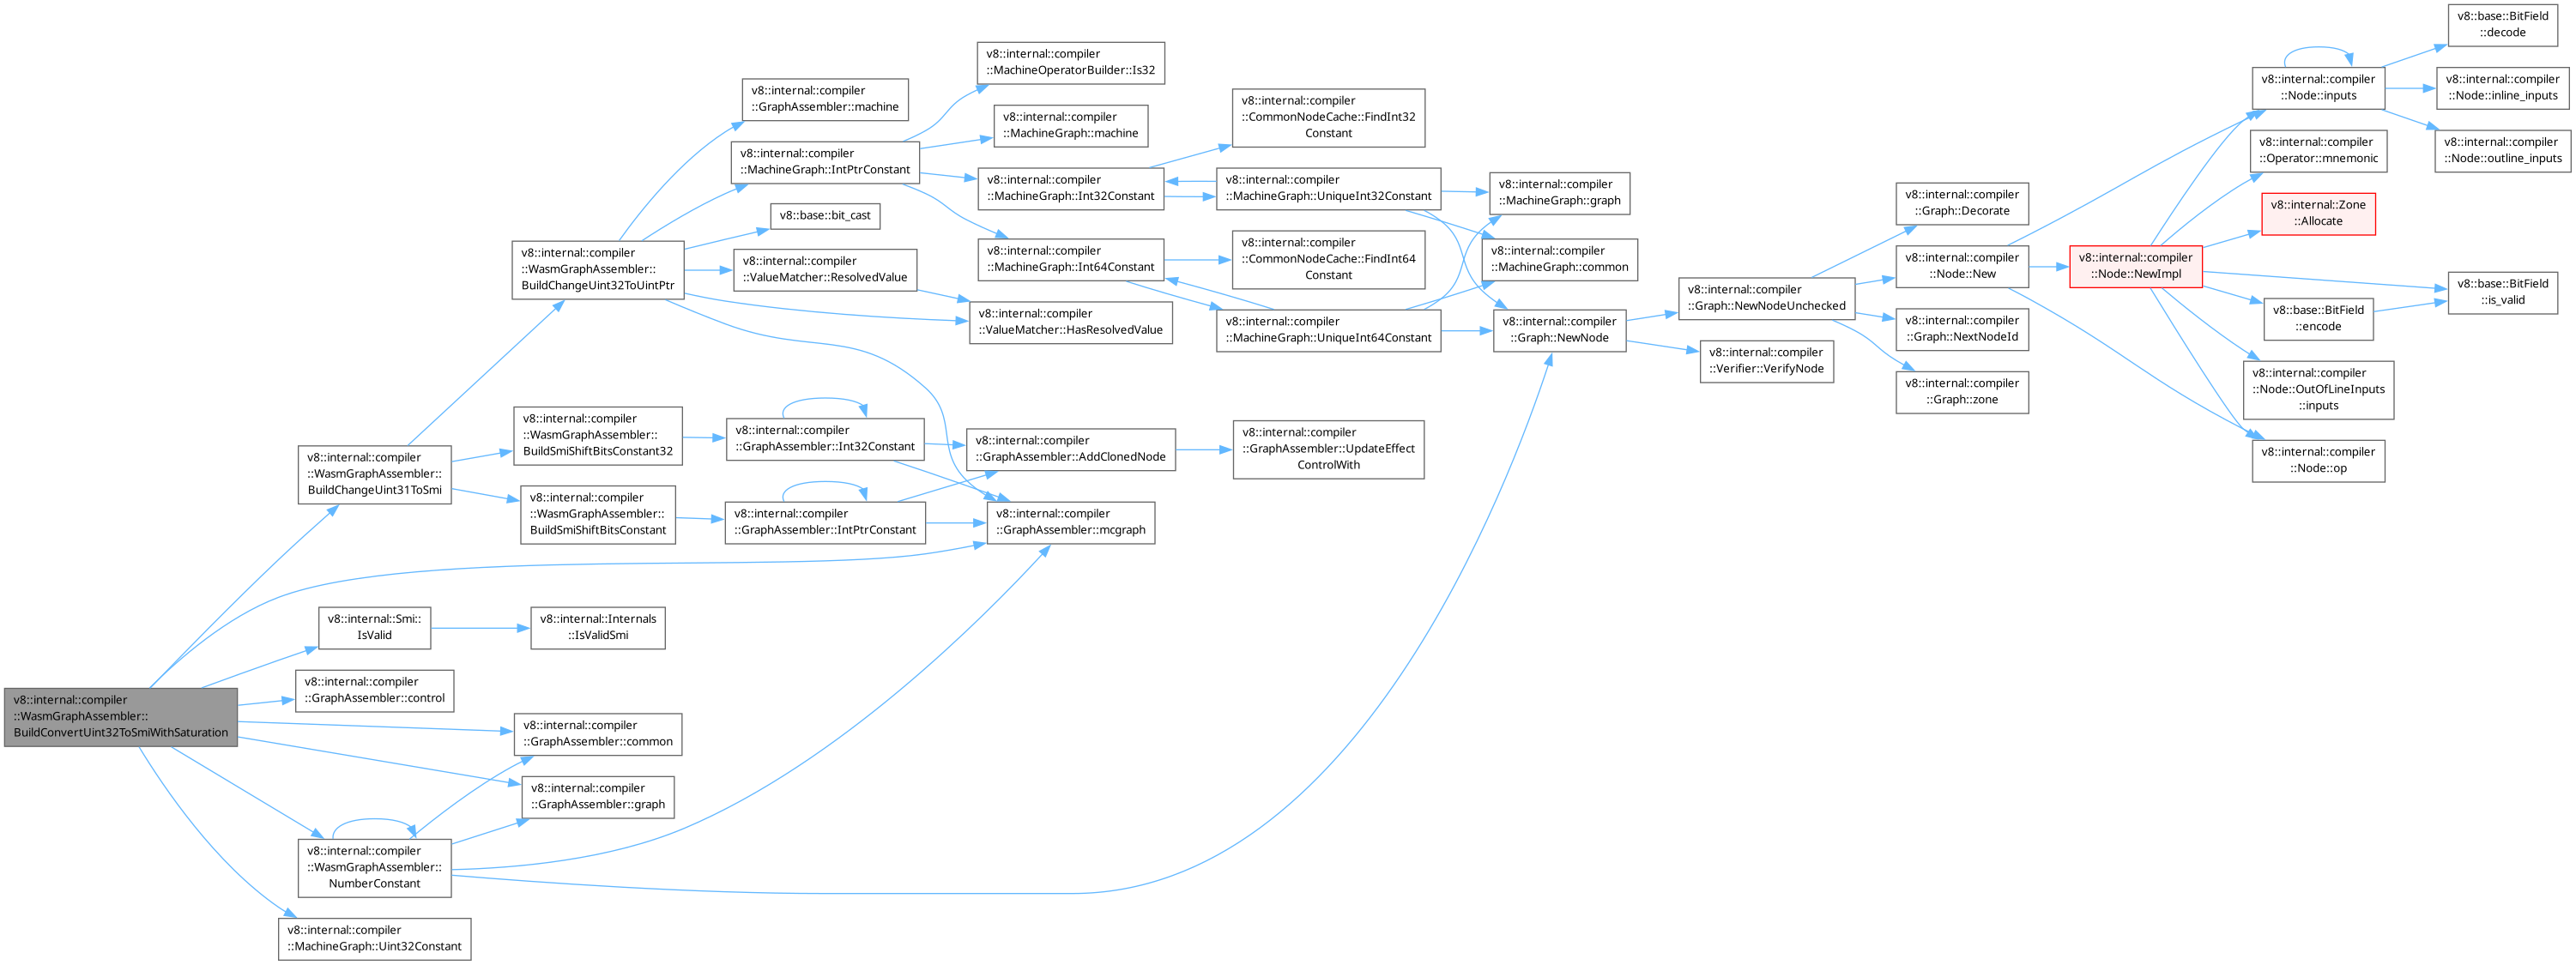 v8::internal::compiler
::WasmGraphAssembler::
BuildConvertUint32ToSmiWithSaturation
v8::internal::compiler
::WasmGraphAssembler::
BuildChangeUint31ToSmi
v8::internal::Smi::
IsValid
v8::internal::compiler
::GraphAssembler::control
v8::internal::compiler
::WasmGraphAssembler::
NumberConstant
v8::internal::compiler
::MachineGraph::Uint32Constant
v8::internal::compiler
::WasmGraphAssembler::
BuildChangeUint32ToUintPtr
v8::internal::compiler
::WasmGraphAssembler::
BuildSmiShiftBitsConstant32
v8::internal::compiler
::WasmGraphAssembler::
BuildSmiShiftBitsConstant
v8::internal::Internals
::IsValidSmi
v8::internal::compiler
::GraphAssembler::common
v8::internal::compiler
::GraphAssembler::graph
v8::internal::compiler
::GraphAssembler::machine
v8::internal::compiler
::MachineGraph::IntPtrConstant
v8::base::bit_cast
v8::internal::compiler
::ValueMatcher::ResolvedValue
v8::internal::compiler
::GraphAssembler::Int32Constant
v8::internal::compiler
::GraphAssembler::IntPtrConstant
v8::internal::compiler
::MachineOperatorBuilder::Is32
v8::internal::compiler
::MachineGraph::machine
v8::internal::compiler
::MachineGraph::Int32Constant
v8::internal::compiler
::MachineGraph::Int64Constant
v8::internal::compiler
::ValueMatcher::HasResolvedValue
v8::internal::compiler
::GraphAssembler::AddClonedNode
v8::internal::compiler
::GraphAssembler::mcgraph
v8::internal::compiler
::CommonNodeCache::FindInt32
Constant
v8::internal::compiler
::MachineGraph::UniqueInt32Constant
v8::internal::compiler
::CommonNodeCache::FindInt64
Constant
v8::internal::compiler
::MachineGraph::UniqueInt64Constant
v8::internal::compiler
::GraphAssembler::UpdateEffect
ControlWith
v8::internal::compiler
::MachineGraph::graph
v8::internal::compiler
::MachineGraph::common
v8::internal::compiler
::Graph::NewNode
v8::internal::compiler
::Graph::NewNodeUnchecked
v8::internal::compiler
::Verifier::VerifyNode
v8::internal::compiler
::Graph::Decorate
v8::internal::compiler
::Node::New
v8::internal::compiler
::Graph::NextNodeId
v8::internal::compiler
::Graph::zone
v8::internal::compiler
::Node::NewImpl
v8::internal::compiler
::Node::inputs
v8::internal::compiler
::Operator::mnemonic
v8::internal::Zone
::Allocate
v8::base::BitField
::encode
v8::internal::compiler
::Node::OutOfLineInputs
::inputs
v8::internal::compiler
::Node::op
v8::base::BitField
::decode
v8::internal::compiler
::Node::inline_inputs
v8::internal::compiler
::Node::outline_inputs
v8::base::BitField
::is_valid